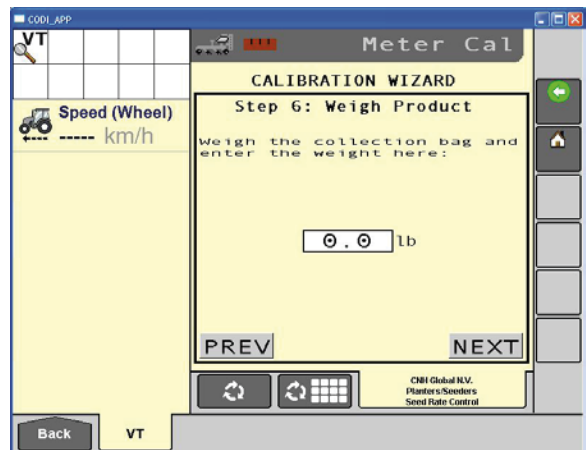 CODI_APP
VT
Meter Cal
CALIBRATION WIZARD
Speed (Wheel)
----- km/h
Step 6: Weigh Product
Weigh the collection bag and
enter the weight here:
0.0 lb
PREV
NEXT
CNH Global N.V.
Planters/Seeders
Seed Rate Control
Back
VT